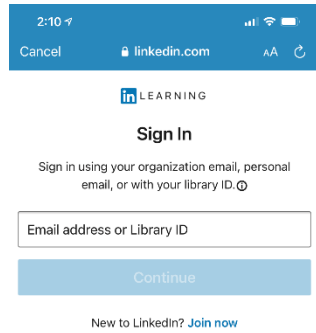 2:10
Cancel linkedin.com AA
in LEARNING
Sign In
Sign in using your organization email, personal
email, or with your library ID.
Email address or Library ID
Continue
New to LinkedIn? Join now